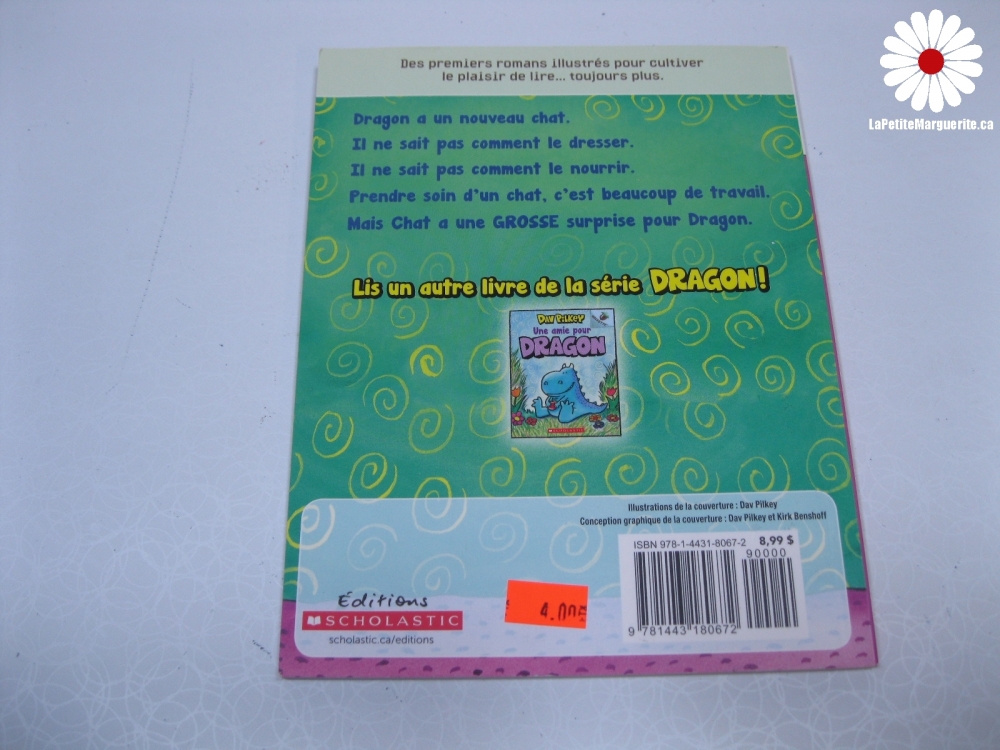 LaPetiteMarguerite.ca
Des premiers romans illustrés pour cultiver
le plaisir de lire... toujours plus.
Dragon a un nouveau chat.
Il ne sait pas comment le dresser.
Il ne sait pas comment le nourrir.
Prendre soin d'un chat, c'est beaucoup de travail.
Mais Chat a une GROSSE surprise pour Dragon.
Lis un autre livre de la série DRAGON!
DAV PILKEY
Une amie pour
DRAGON
SCHOLASTIC
Illustrations de la couverture : Dav Pilkey
Conception graphique de la couverture : Dav Pilkey et Kirk Benshoff
ISBN 978-1-4431-8067-2 8,99 $
90000
9 781443 180672
4.00$
Éditions
SCHOLASTIC
scholastic.ca/editions